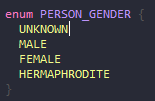 enum PERSON_GENDER {
UNKNOWN
MALE
FEMALE
HERMAPHRODITE
}